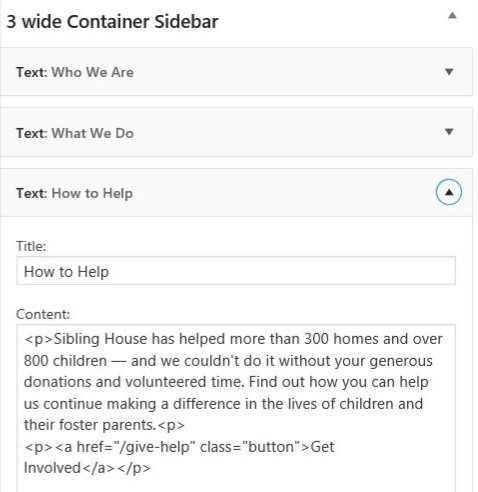 3 wide Container Sidebar
Text: Who We Are
Text: What We Do
Text: How to Help
Title:
How to Help
Content:
<p>Sibling House has helped more than 300 homes and over
800 children — and we couldn't do it without your generous
donations and volunteered time. Find out how you can help
us continue making a difference in the lives of children and
their foster parents.<p>
<p><a href="/give-help" class="button">Get
Involved</a></p>